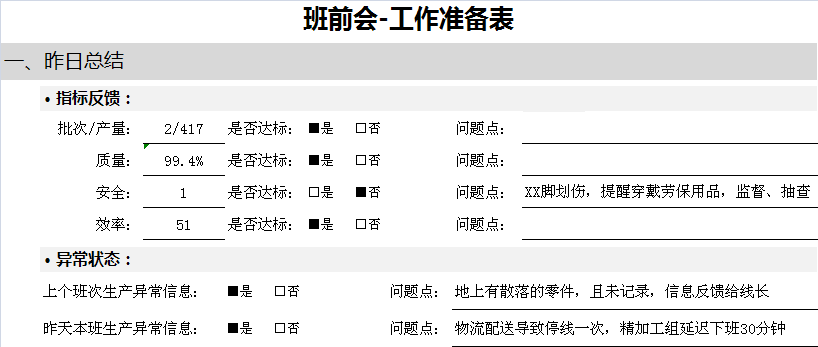 班前会-工作准备表
一、昨日总结
•指标反馈：
批次/产量： 2/417 是否达标： ■是 □否 问题点：
质量： 99.4% 是否达标： ■是 □否 问题点：
安全： 1 是否达标： □是 ■否 问题点： XX脚划伤，提醒穿戴劳保用品，监督、抽查
效率： 51 是否达标： ■是 □否 问题点：
•异常状态：
上个班次生产异常信息： ■是 □否 问题点： 地上有散落的零件，且未记录，信息反馈给线长
昨天本班生产异常信息： ■是 □否 问题点： 物流配送导致停线一次，精加工组延迟下班30分钟